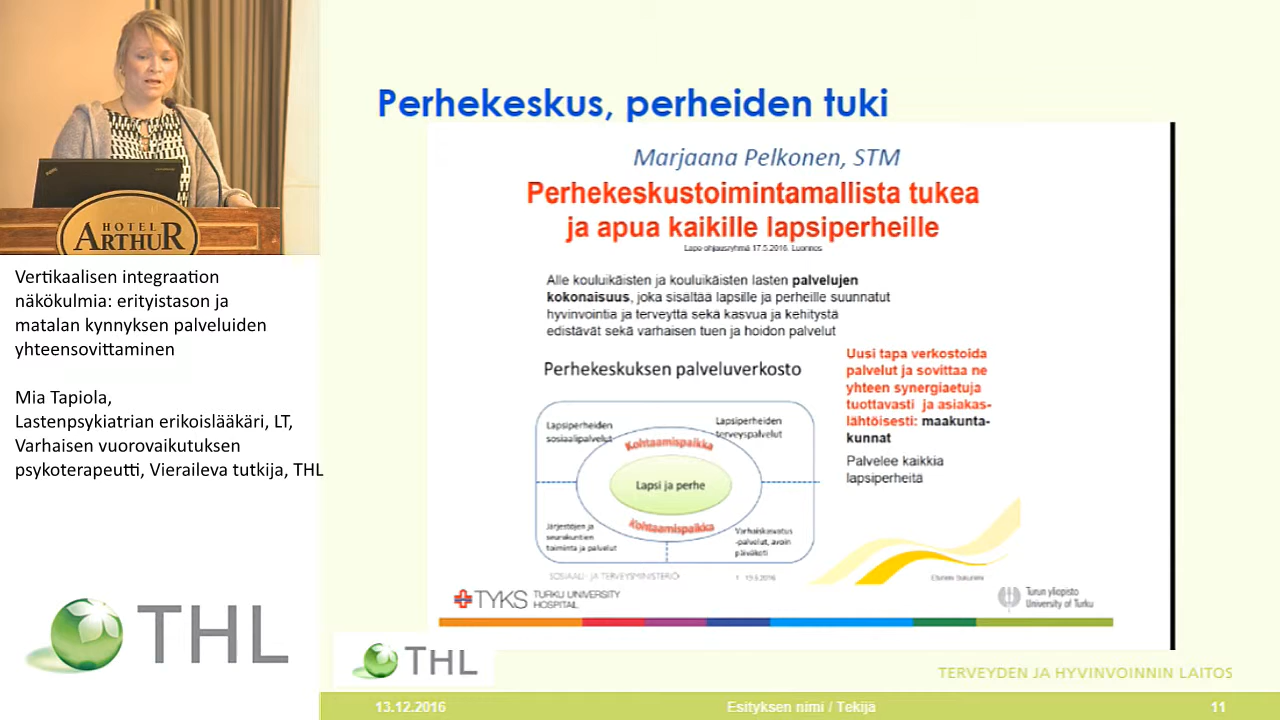 HOTEL
ARTHUR
Vertikaalisen integraation
näkökulmia: erityistason ja
matalan kynnyksen palveluiden
yhteensovittaminen
Mia Tapiola,
Lastenpsykiatrian erikoislääkäri, LT,
Varhaisen vuorovaikutuksen
psykoterapeutti, Vieraileva tutkija, THL
THL
Perhekeskus, perheiden tuki
Marjaana Pelkonen, STM
Perhekeskustoimintamallista tukea
ja apua kaikille lapsiperheille
Lape ohjausryhmä 17.5.2016 Luonnos
Alle kouluikäisten ja kouluikäisten lasten palvelujen
kokonaisuus, joka sisältää lapsille ja perheille suunnatut
hyvinvointia ja terveyttä sekä kasvua ja kehitystä
edistävät sekä varhaisen tuen ja hoidon palvelut
Perhekeskuksen palveluverkosto
Lapsiperheiden
sosiaalipalvelut
Lapsiperheiden
terveyspalvelut
Kohtaamispaikka
Lapsi ja perhe
Kohtaamispaikka
Järjestöjen ja
seurakuntien
toiminta ja palvelut
Varhaiskasvatus
-palvelut, avoin
päiväkoti
Uusi tapa verkostoida
palvelut ja sovittaa ne
yhteen synergiaetuja
tuottavasti ja asiakas-
lähtöisesti: maakunta-
kunnat
Palvelee kaikkia
lapsiperheitä
SOSIAALI- JA TERVEYSMINISTERIÖ
TYKS TURKU UNIVERSITY
HOSPITAL
Turun yliopisto
University of Turku
THL
TERVEYDEN JA HYVINVOINNIN LAITOS
13.12.2016 Esityksen nimi / Tekijä 11